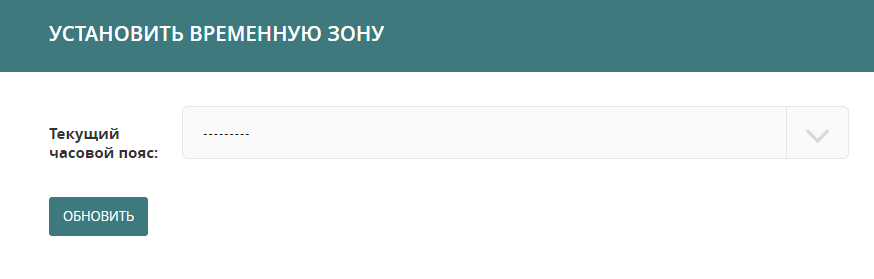 УСТАНОВИТЬ ВРЕМЕННУЮ ЗОНУ
Текущий
часовой пояс:
---------
ОБНОВИТЬ